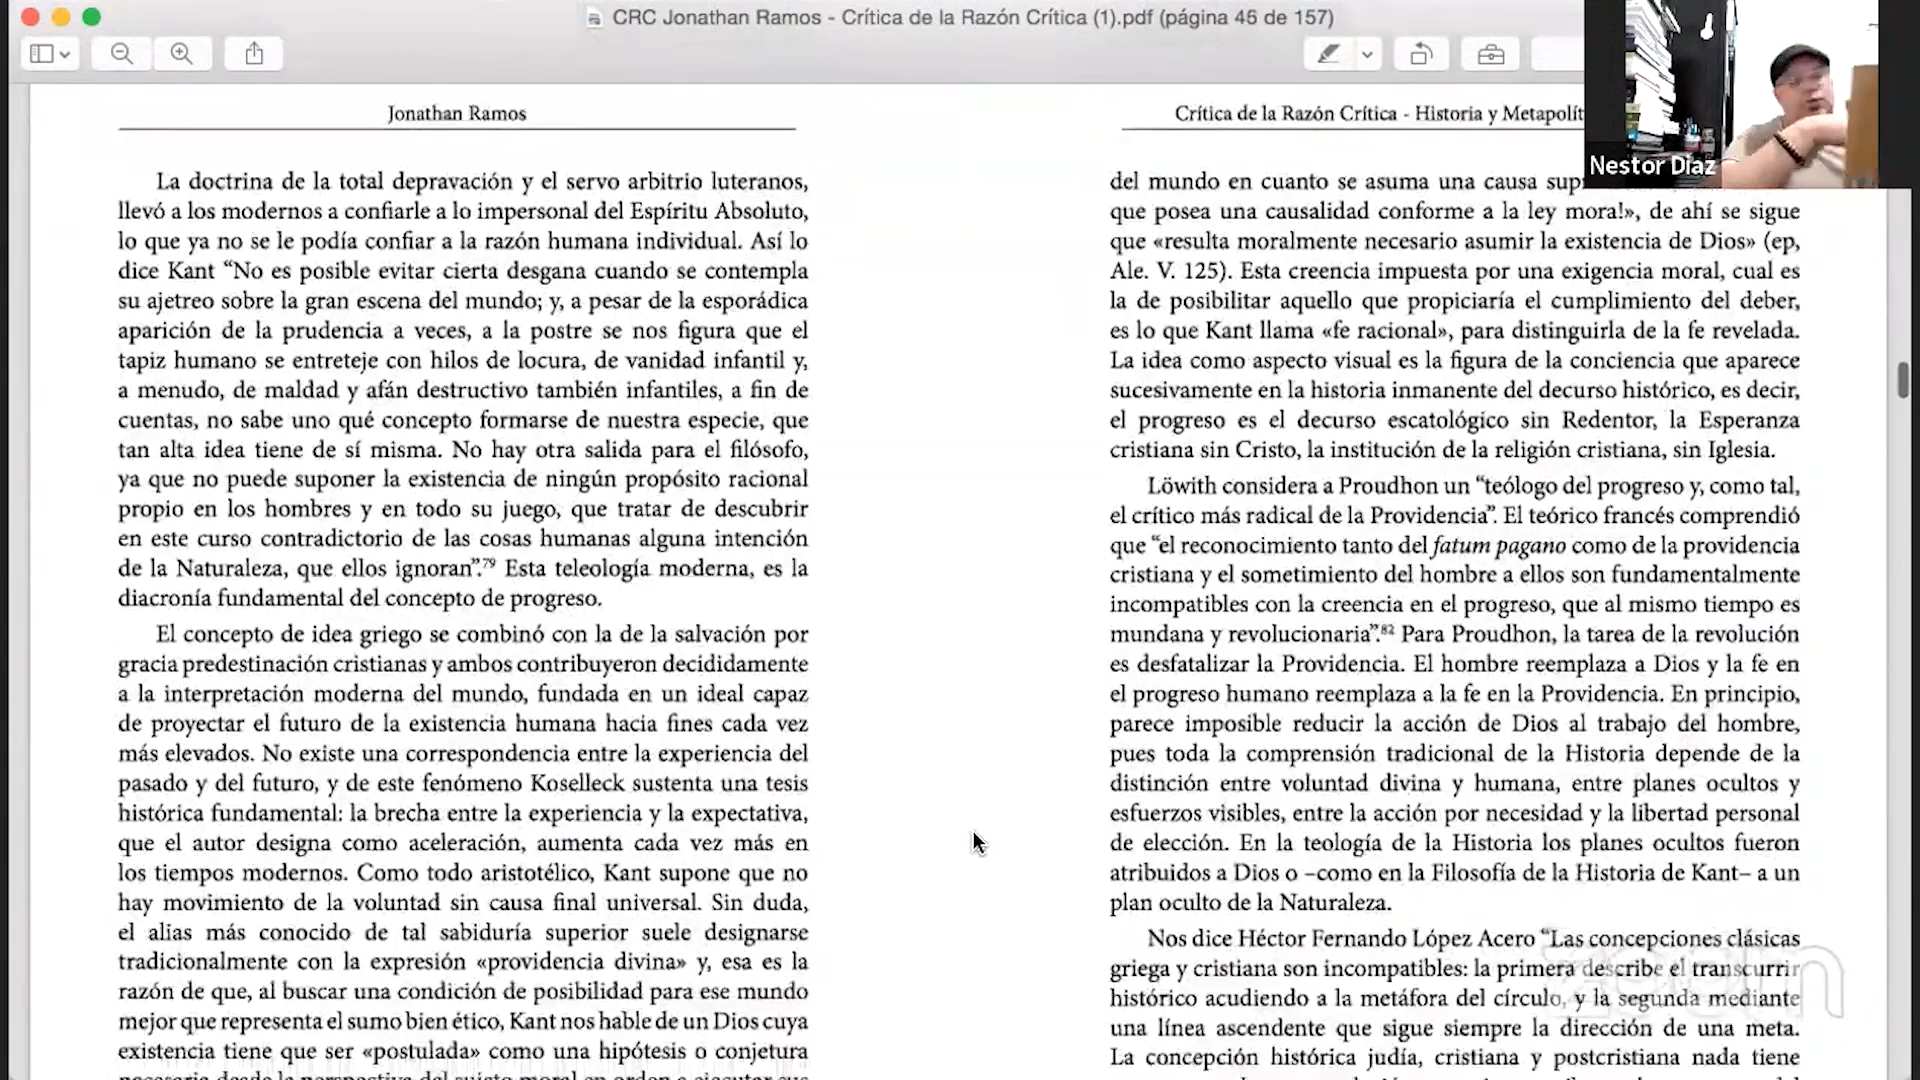 CRC Jonathan Ramos - Crítica de la Razón Crítica (1).pdf (página 45 de 157)
Nestor Diaz
Jonathan Ramos
La doctrina de la total depravación y el servo arbitrio luteranos,
llevó a los modernos a confiarle a lo impersonal del Espíritu Absoluto,
lo que ya no se le podía confiar a la razón humana individual. Así lo
dice Kant “No es posible evitar cierta desgana cuando se contempla
su ajetreo sobre la gran escena del mundo; y, a pesar de la esporádica
aparición de la prudencia a veces, a la postre se nos figura que el
tapiz humano se entreteje con hilos de locura, de vanidad infantil y,
a menudo, de maldad y afán destructivo también infantiles, a fin de
cuentas, no sabe uno qué concepto formarse de nuestra especie, que
tan alta idea tiene de sí misma. No hay otra salida para el filósofo,
ya que no puede suponer la existencia de ningún propósito racional
propio en los hombres y en todo su juego, que tratar de descubrir
en este curso contradictorio de las cosas humanas alguna intención
de la Naturaleza, que ellos ignoran”.⁷⁹ Esta teleología moderna, es la
diacronía fundamental del concepto de progreso.
El concepto de idea griego se combinó con la de la salvación por
gracia predestinación cristianas y ambos contribuyeron decididamente
a la interpretación moderna del mundo, fundada en un ideal capaz
de proyectar el futuro de la existencia humana hacia fines cada vez
más elevados. No existe una correspondencia entre la experiencia del
pasado y del futuro, y de este fenómeno Koselleck sustenta una tesis
histórica fundamental: la brecha entre la experiencia y la expectativa,
que el autor designa como aceleración, aumenta cada vez más en
los tiempos modernos. Como todo aristotélico, Kant supone que no
hay movimiento de la voluntad sin causa final universal. Sin duda,
el alias más conocido de tal sabiduría superior suele designarse
tradicionalmente con la expresión «providencia divina» y, esa es la
razón de que, al buscar una condición de posibilidad para ese mundo
mejor que representa el sumo bien ético, Kant nos hable de un Dios cuya
existencia tiene que ser «postulada» como una hipótesis o conjetura
Crítica de la Razón Crítica - Historia y Metapolít
del mundo en cuanto se asuma una causa sup
que posea una causalidad conforme a la ley mora!», de ahí se sigue
que «resulta moralmente necesario asumir la existencia de Dios» (ep,
Ale. V. 125). Esta creencia impuesta por una exigencia moral, cual es
la de posibilitar aquello que propiciaría el cumplimiento del deber,
es lo que Kant llama «fe racional», para distinguirla de la fe revelada.
La idea como aspecto visual es la figura de la conciencia que aparece
sucesivamente en la historia inmanente del decurso histórico, es decir,
el progreso es el decurso escatológico sin Redentor, la Esperanza
cristiana sin Cristo, la institución de la religión cristiana, sin Iglesia.
Löwith considera a Proudhon un “teólogo del progreso y, como tal,
el crítico más radical de la Providencia”. El teórico francés comprendió
que “el reconocimiento tanto del fatum pagano como de la providencia
cristiana y el sometimiento del hombre a ellos son fundamentalmente
incompatibles con la creencia en el progreso, que al mismo tiempo es
mundana y revolucionaria”.⁸² Para Proudhon, la tarea de la revolución
es desfatalizar la Providencia. El hombre reemplaza a Dios y la fe en
el progreso humano reemplaza a la fe en la Providencia. En principio,
parece imposible reducir la acción de Dios al trabajo del hombre,
pues toda la comprensión tradicional de la Historia depende de la
distinción entre voluntad divina y humana, entre planes ocultos y
esfuerzos visibles, entre la acción por necesidad y la libertad personal
de elección. En la teología de la Historia los planes ocultos fueron
atribuidos a Dios o –como en la Filosofía de la Historia de Kant– a un
plan oculto de la Naturaleza.
Nos dice Héctor Fernando López Acero “Las concepciones clásicas
griega y cristiana son incompatibles: la primera describe el transcurrir
histórico acudiendo a la metáfora del círculo, y la segunda mediante
una línea ascendente que sigue siempre la dirección de una meta.
La concepción histórica judía, cristiana y postcristiana nada tiene
zoom